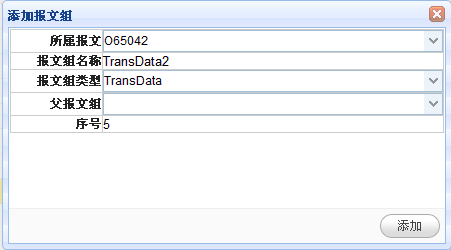 添加报文组
所属报文 O65042
报文组名称 TransData2
报文组类型 TransData
父报文组
序号 5
添加